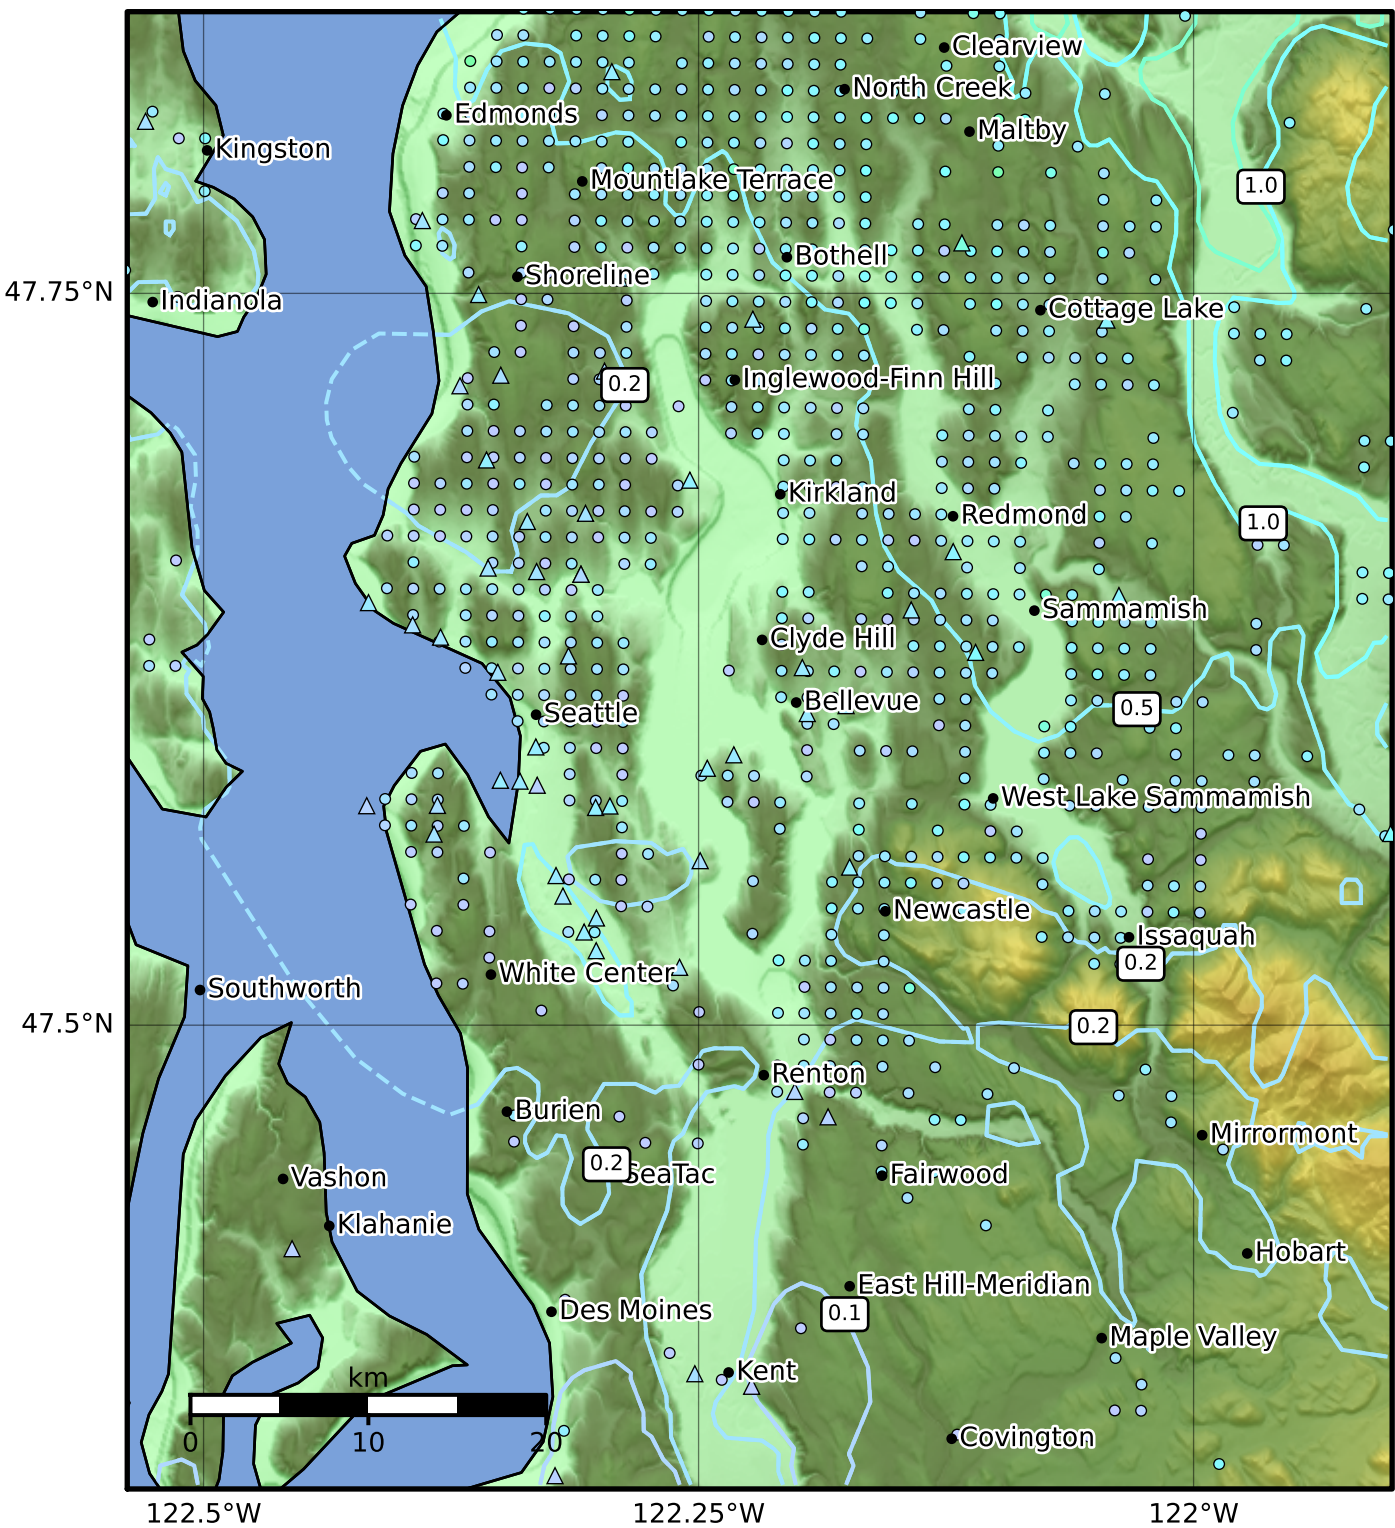 Clearview
North Creek
Edmonds
Maltby
Kingston
Mountlake Terrace
1.0
Bothell
Shoreline
47.75°N
Indianola
Cottage Lake
0.2
Inglewood-Finn Hill
Kirkland
Redmond
1.0
Sammamish
Clyde Hill
Bellevue
0.5
Seattle
West Lake Sammamish
Newcastle
Issaquah
0.2
White Center
Southworth
47.5°N
0.2
Renton
Burien
Mirrormont
0.2
SeaTac
Fairwood
Vashon
Klahanie
Hobart
East Hill-Meridian
Des Moines
0.1
Maple Valley
Kent
km
0 10 20
Covington
122.5°W 122.25°W 122°W